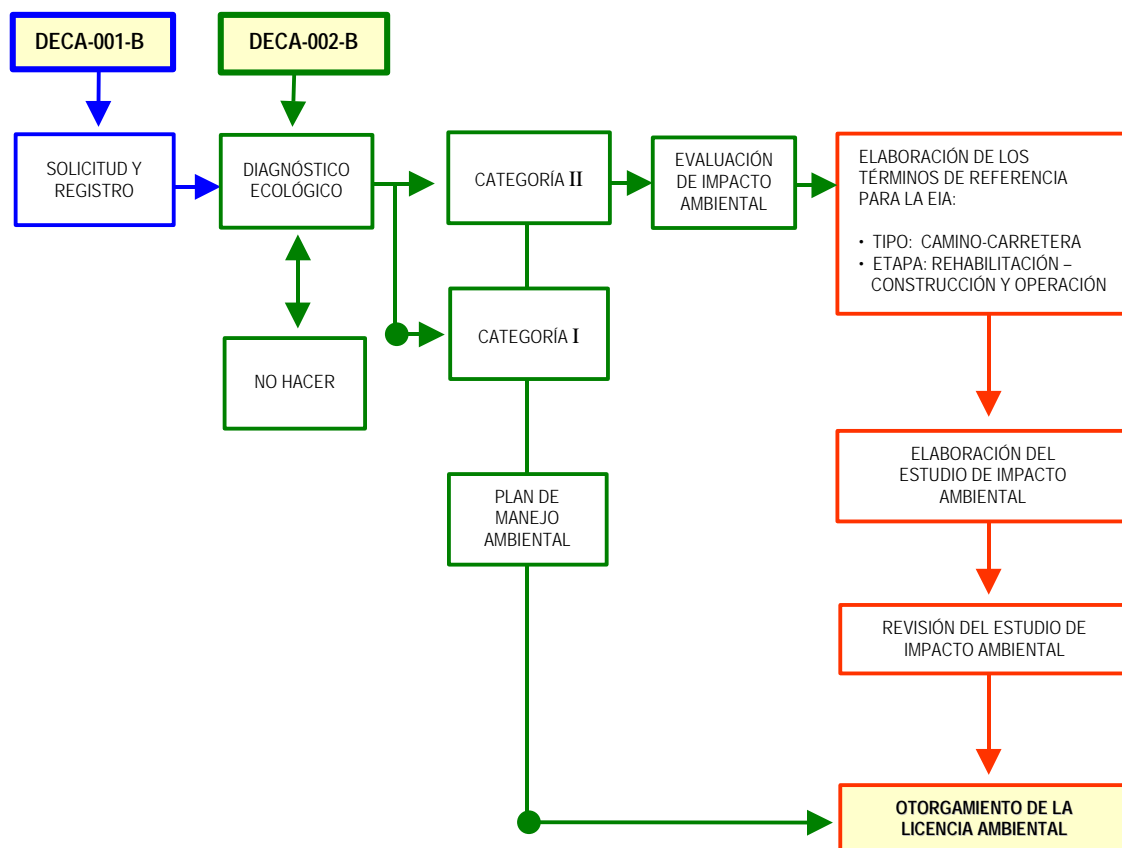 DECA-001-B
DECA-002-B
SOLICITUD Y
REGISTRO
DIAGNÓSTICO
ECOLÓGICO
CATEGORÍA II
EVALUACIÓN
DE IMPACTO
AMBIENTAL
ELABORACIÓN DE LOS
TÉRMINOS DE REFERENCIA
PARA LA EIA:
• TIPO: CAMINO-CARRETERA
• ETAPA: REHABILITACIÓN –
CONSTRUCCIÓN Y OPERACIÓN
NO HACER
CATEGORÍA I
PLAN DE
MANEJO
AMBIENTAL
ELABORACIÓN DEL
ESTUDIO DE IMPACTO
AMBIENTAL
REVISIÓN DEL ESTUDIO DE
IMPACTO AMBIENTAL
OTORGAMIENTO DE LA
LICENCIA AMBIENTAL